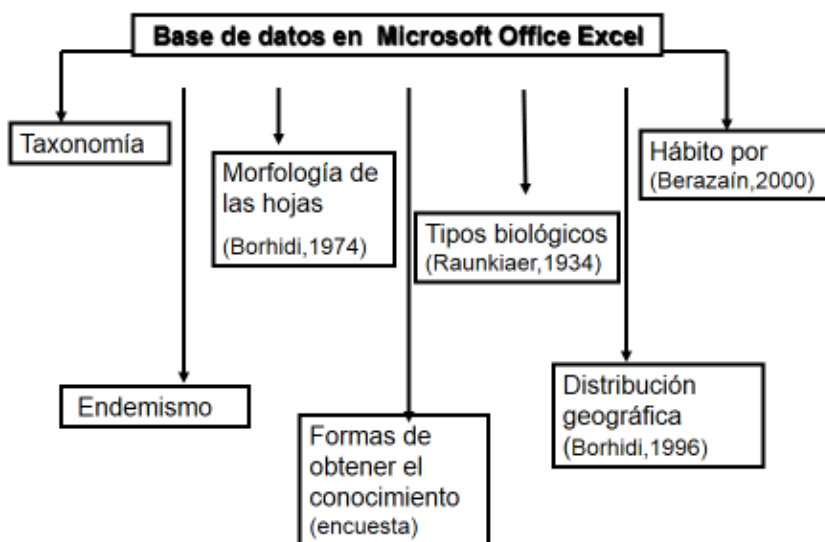 Base de datos en Microsoft Office Excel
Taxonomía
Endemismo
Morfología de
las hojas
(Borhidi,1974)
Formas de
obtener el
conocimiento
(encuesta)
Tipos biológicos
(Raunkiaer,1934)
Distribución
geográfica
(Borhidi,1996)
Hábito por
(Berazaín,2000)